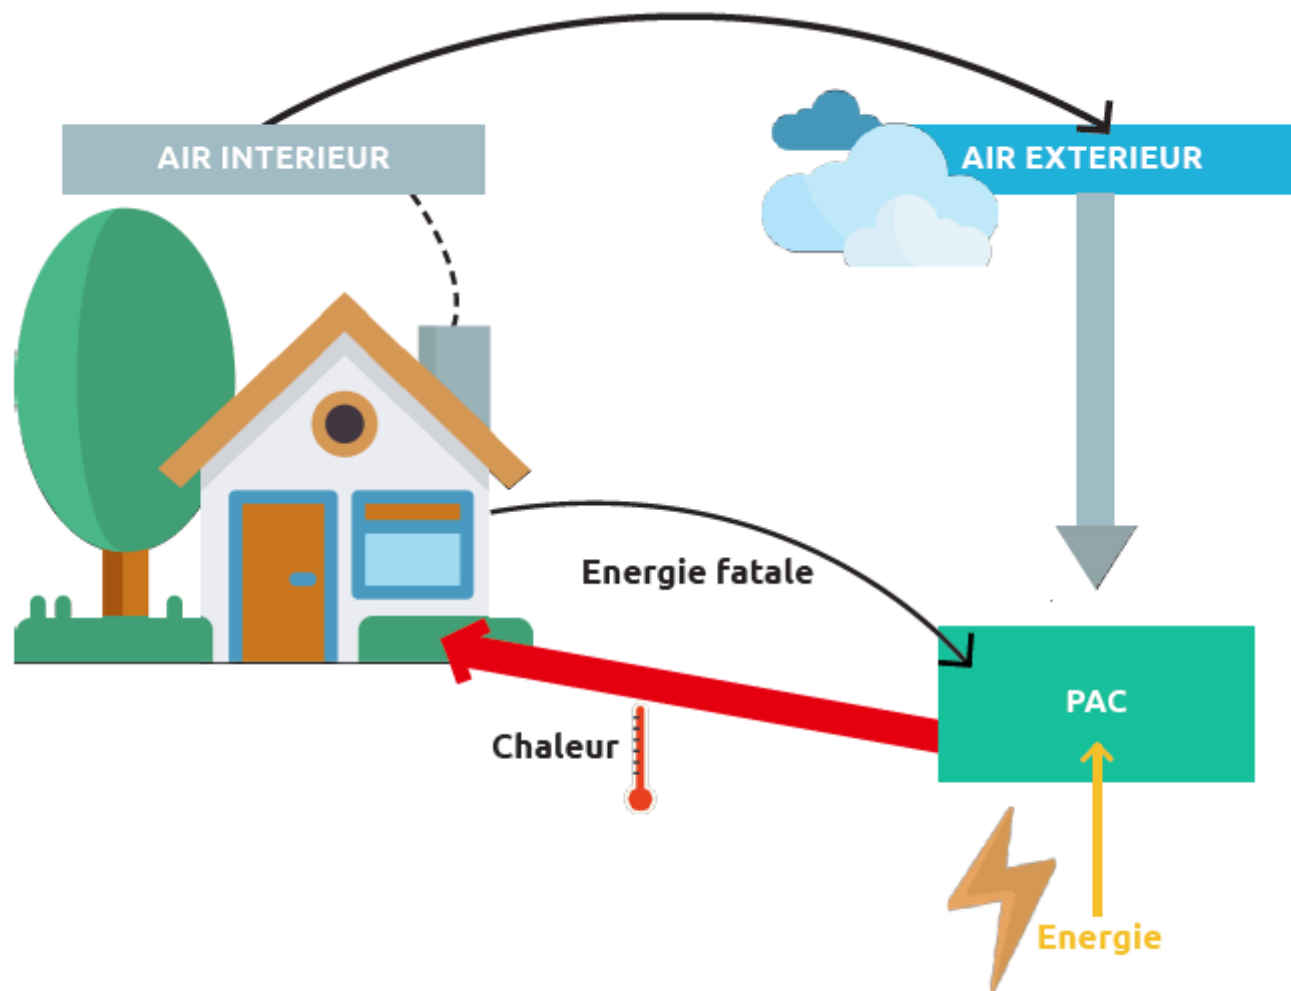 AIR INTERIEUR
AIR EXTERIEUR
Energie fatale
PAC
Chaleur
Energie